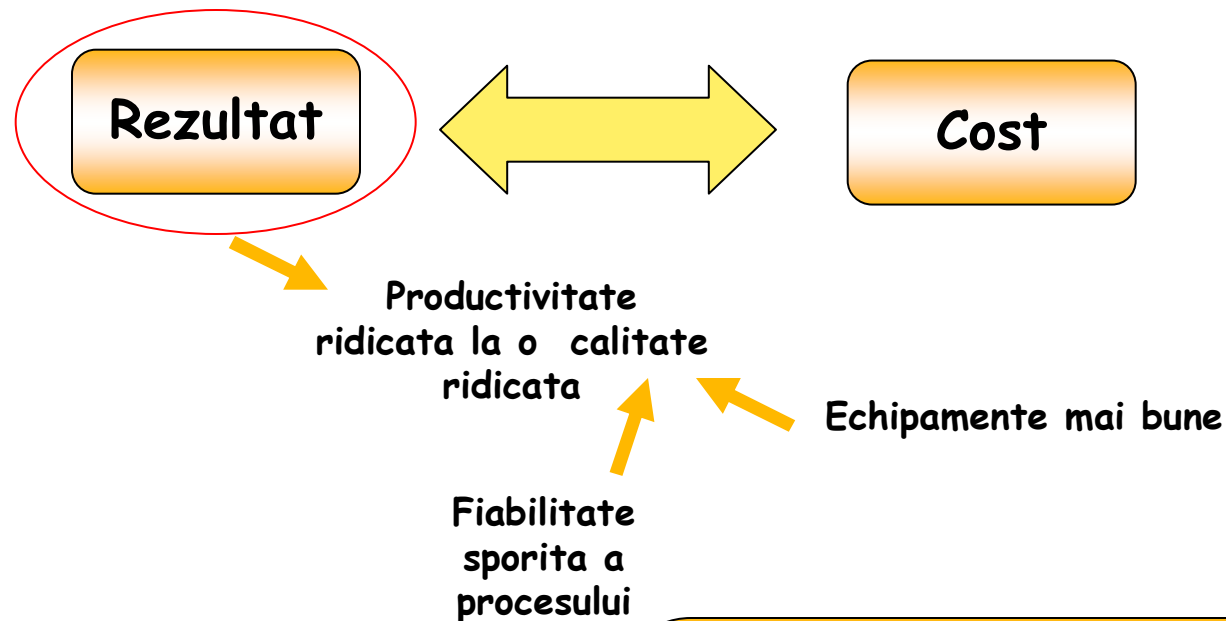 Rezultat
Cost
Productivitate
ridicata la o calitate
ridicata
Echipamente mai bune
Fiabilitate
sporita a
procesului